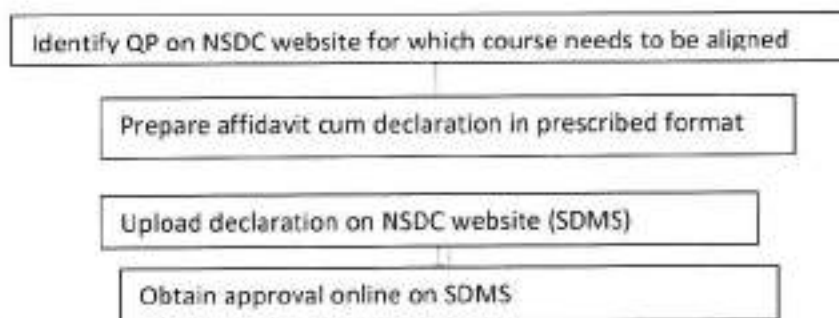 Identify QP on NSDC website for which course needs to be aligned
Prepare affidavit cum declaration in prescribed format
Upload declaration on NSDC website (SDMS)
Obtain approval online on SDMS